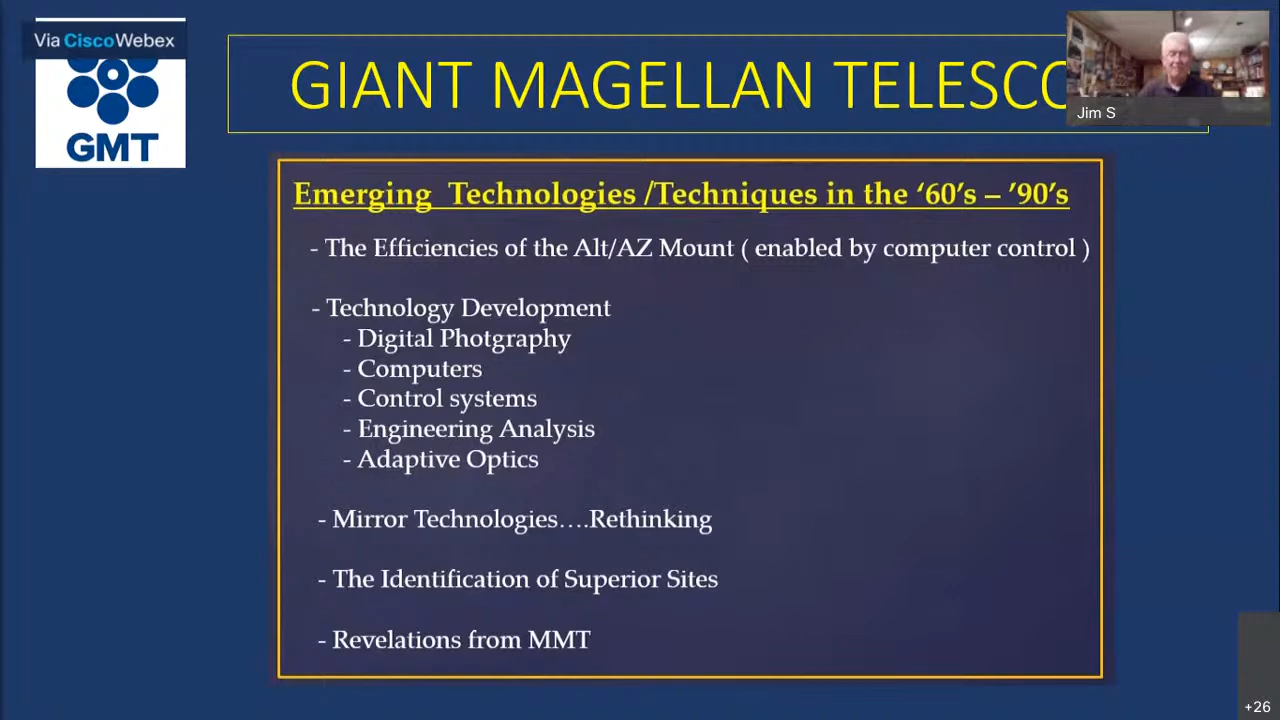 Via CiscoWebex
GMT
GIANT MAGELLAN TELESCO
Jim S
Emerging Technologies /Techniques in the ‘60’s – ’90’s
- The Efficiencies of the Alt/AZ Mount ( enabled by computer control )
- Technology Development
- Digital Photgraphy
- Computers
- Control systems
- Engineering Analysis
- Adaptive Optics
- Mirror Technologies….Rethinking
- The Identification of Superior Sites
- Revelations from MMT
+26